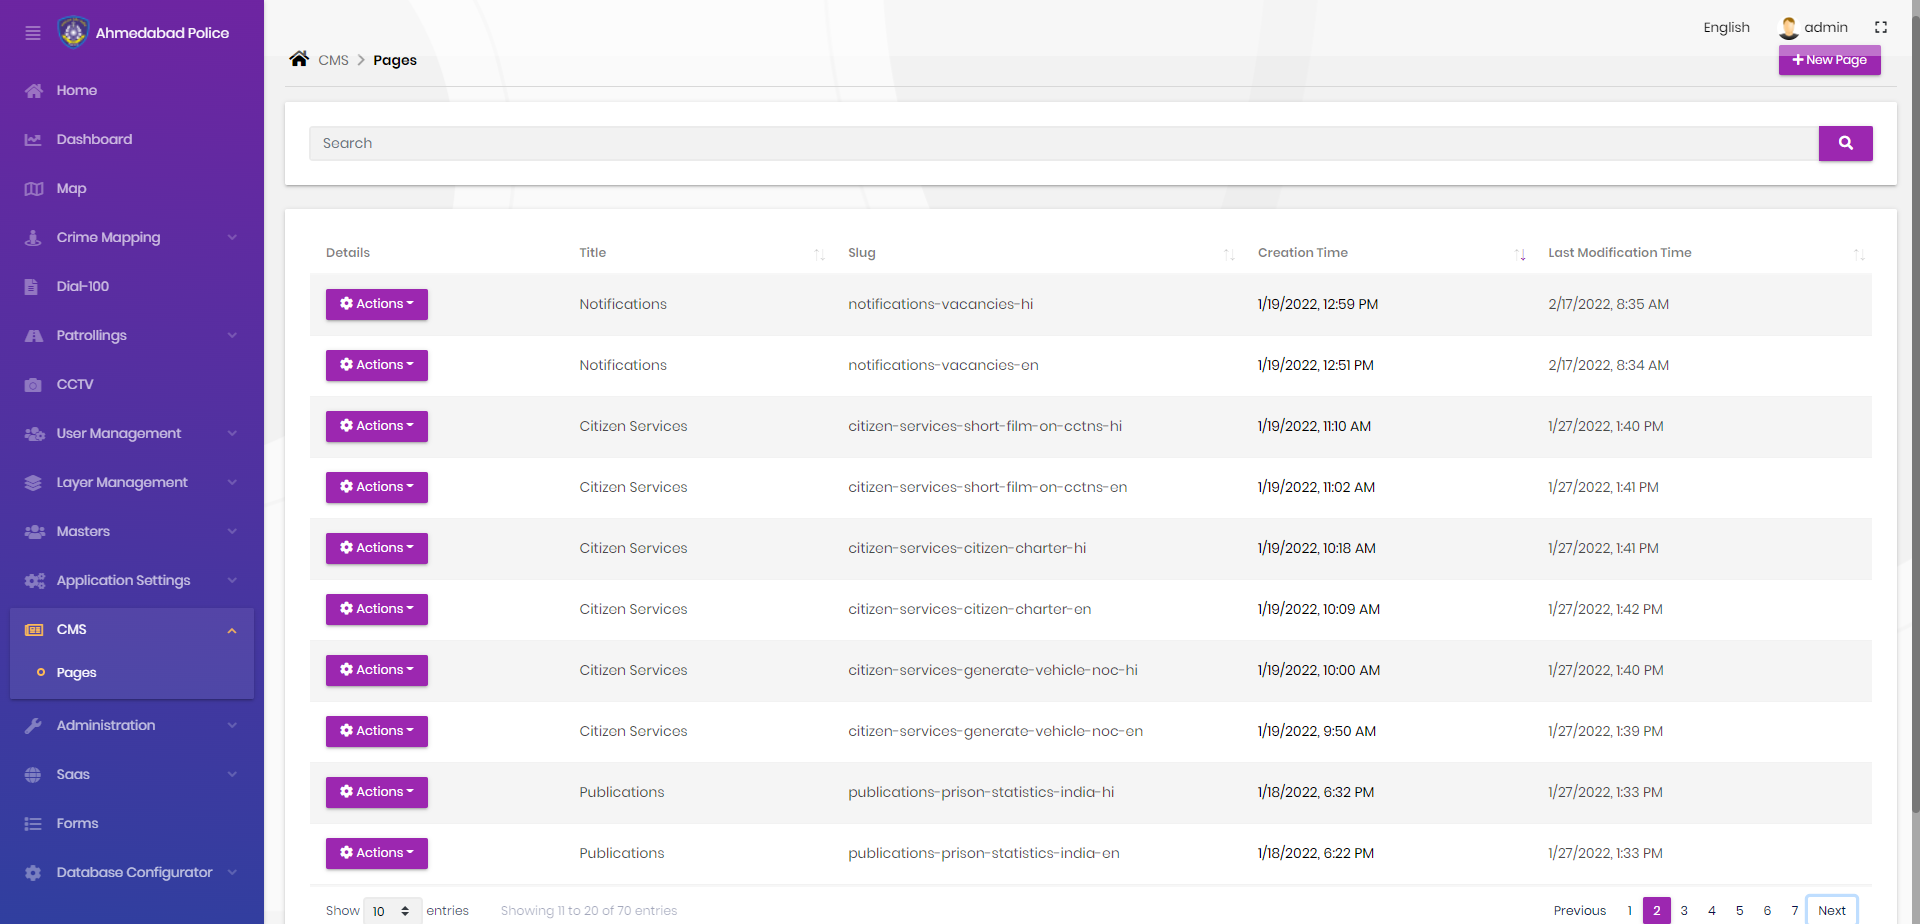 Ahmedabad Police
Home
Dashboard
Map
Crime Mapping
Dial-100
Patrollings
CCTV
User Management
Layer Management
Masters
Application Settings
CMS
Pages
Administration
Saas
Forms
Database Configurator
English admin
CMS > Pages
+ New Page
Search
Details Title Slug Creation Time Last Modification Time
Actions Notifications notifications-vacancies-hi 1/19/2022, 12:59 PM 2/17/2022, 8:35 AM
Actions Notifications notifications-vacancies-en 1/19/2022, 12:51 PM 2/17/2022, 8:34 AM
Actions Citizen Services citizen-services-short-film-on-cctns-hi 1/19/2022, 11:10 AM 1/27/2022, 1:40 PM
Actions Citizen Services citizen-services-short-film-on-cctns-en 1/19/2022, 11:02 AM 1/27/2022, 1:41 PM
Actions Citizen Services citizen-services-citizen-charter-hi 1/19/2022, 10:18 AM 1/27/2022, 1:41 PM
Actions Citizen Services citizen-services-citizen-charter-en 1/19/2022, 10:09 AM 1/27/2022, 1:42 PM
Actions Citizen Services citizen-services-generate-vehicle-noc-hi 1/19/2022, 10:00 AM 1/27/2022, 1:40 PM
Actions Citizen Services citizen-services-generate-vehicle-noc-en 1/19/2022, 9:50 AM 1/27/2022, 1:39 PM
Actions Publications publications-prison-statistics-india-hi 1/18/2022, 6:32 PM 1/27/2022, 1:33 PM
Actions Publications publications-prison-statistics-india-en 1/18/2022, 6:22 PM 1/27/2022, 1:33 PM
Show 10 entries Showing 11 to 20 of 70 entries Previous 1 2 3 4 5 6 7 Next